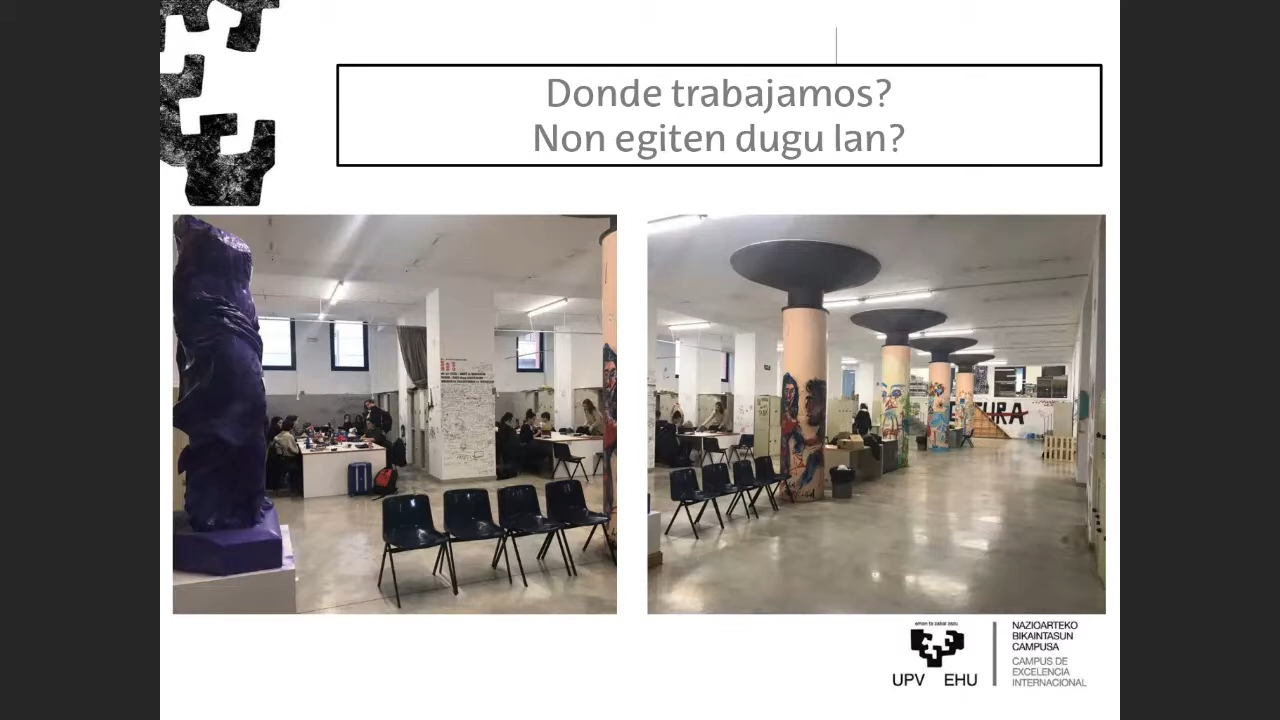 Donde trabajamos?
Non egiten dugu lan?
eman ta zabal zazu
UPV EHU
NAZIOARTEKO
BIKAINTASUN
CAMPUSA
CAMPUS DE
EXCELENCIA
INTERNACIONAL